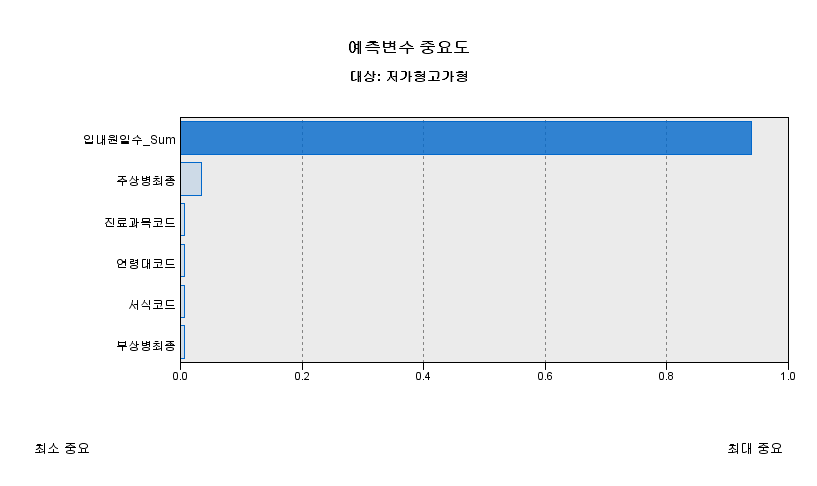 예측변수 중요도
대상: 저가형고가형
입내원일수_Sum
주상병최종
진료과목코드
연령대코드
서식코드
부상병최종
0.0 0.2 0.4 0.6 0.8 1.0
최소 중요 최대 중요